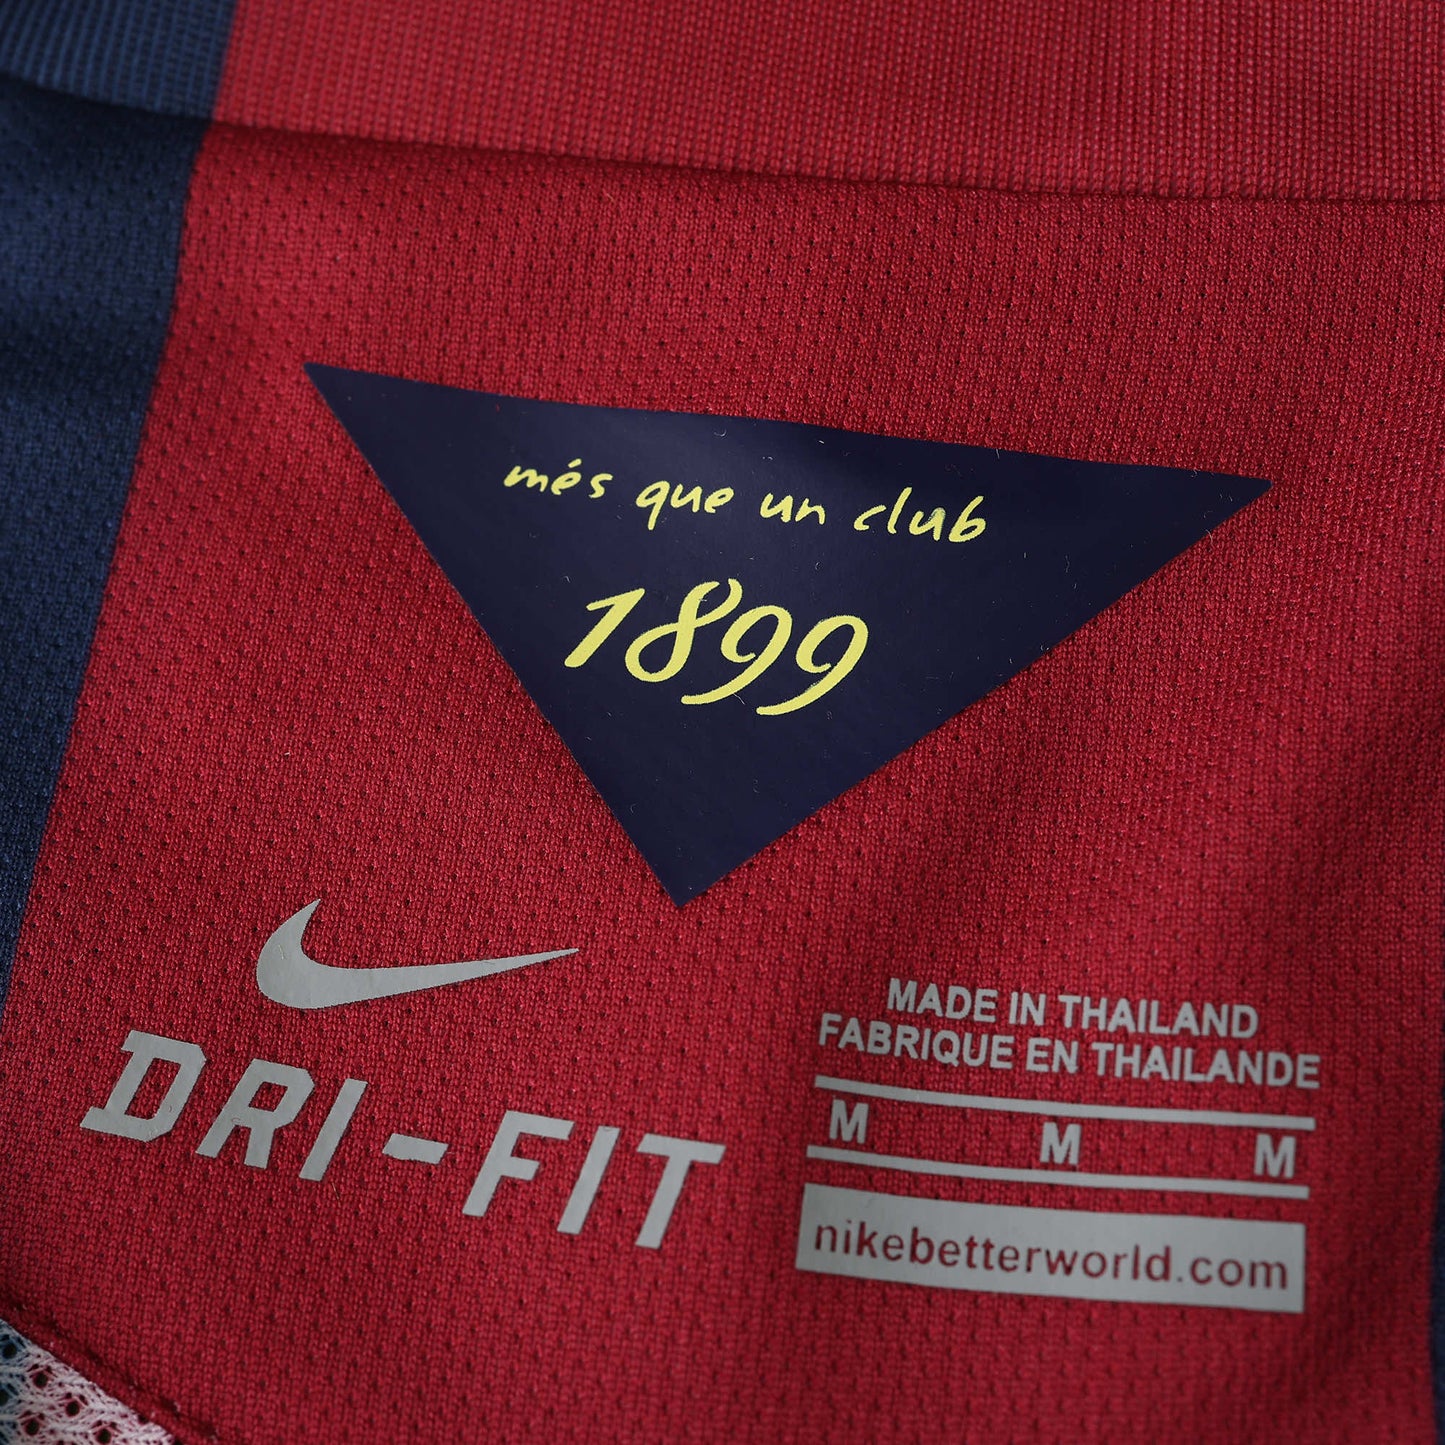 més que un club
1899
DRI-FIT
MADE IN THAILAND
FABRIQUE EN THAILANDE
M M M
nikebetterworld.com